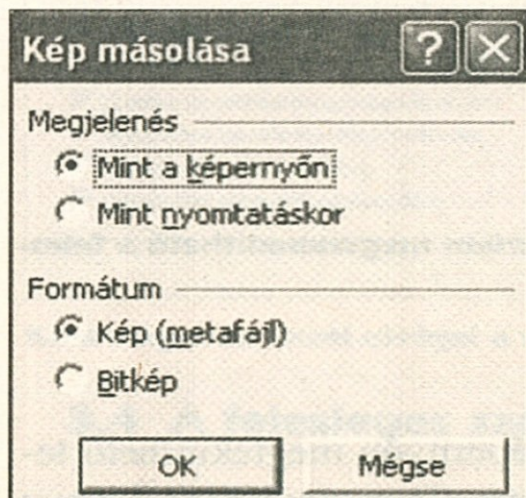 Kép másolása
Megjelenés
Mint a képernyőn
Mint nyomtatáskor
Formátum
Kép (metafájl)
Bitkép
OK
Mégse